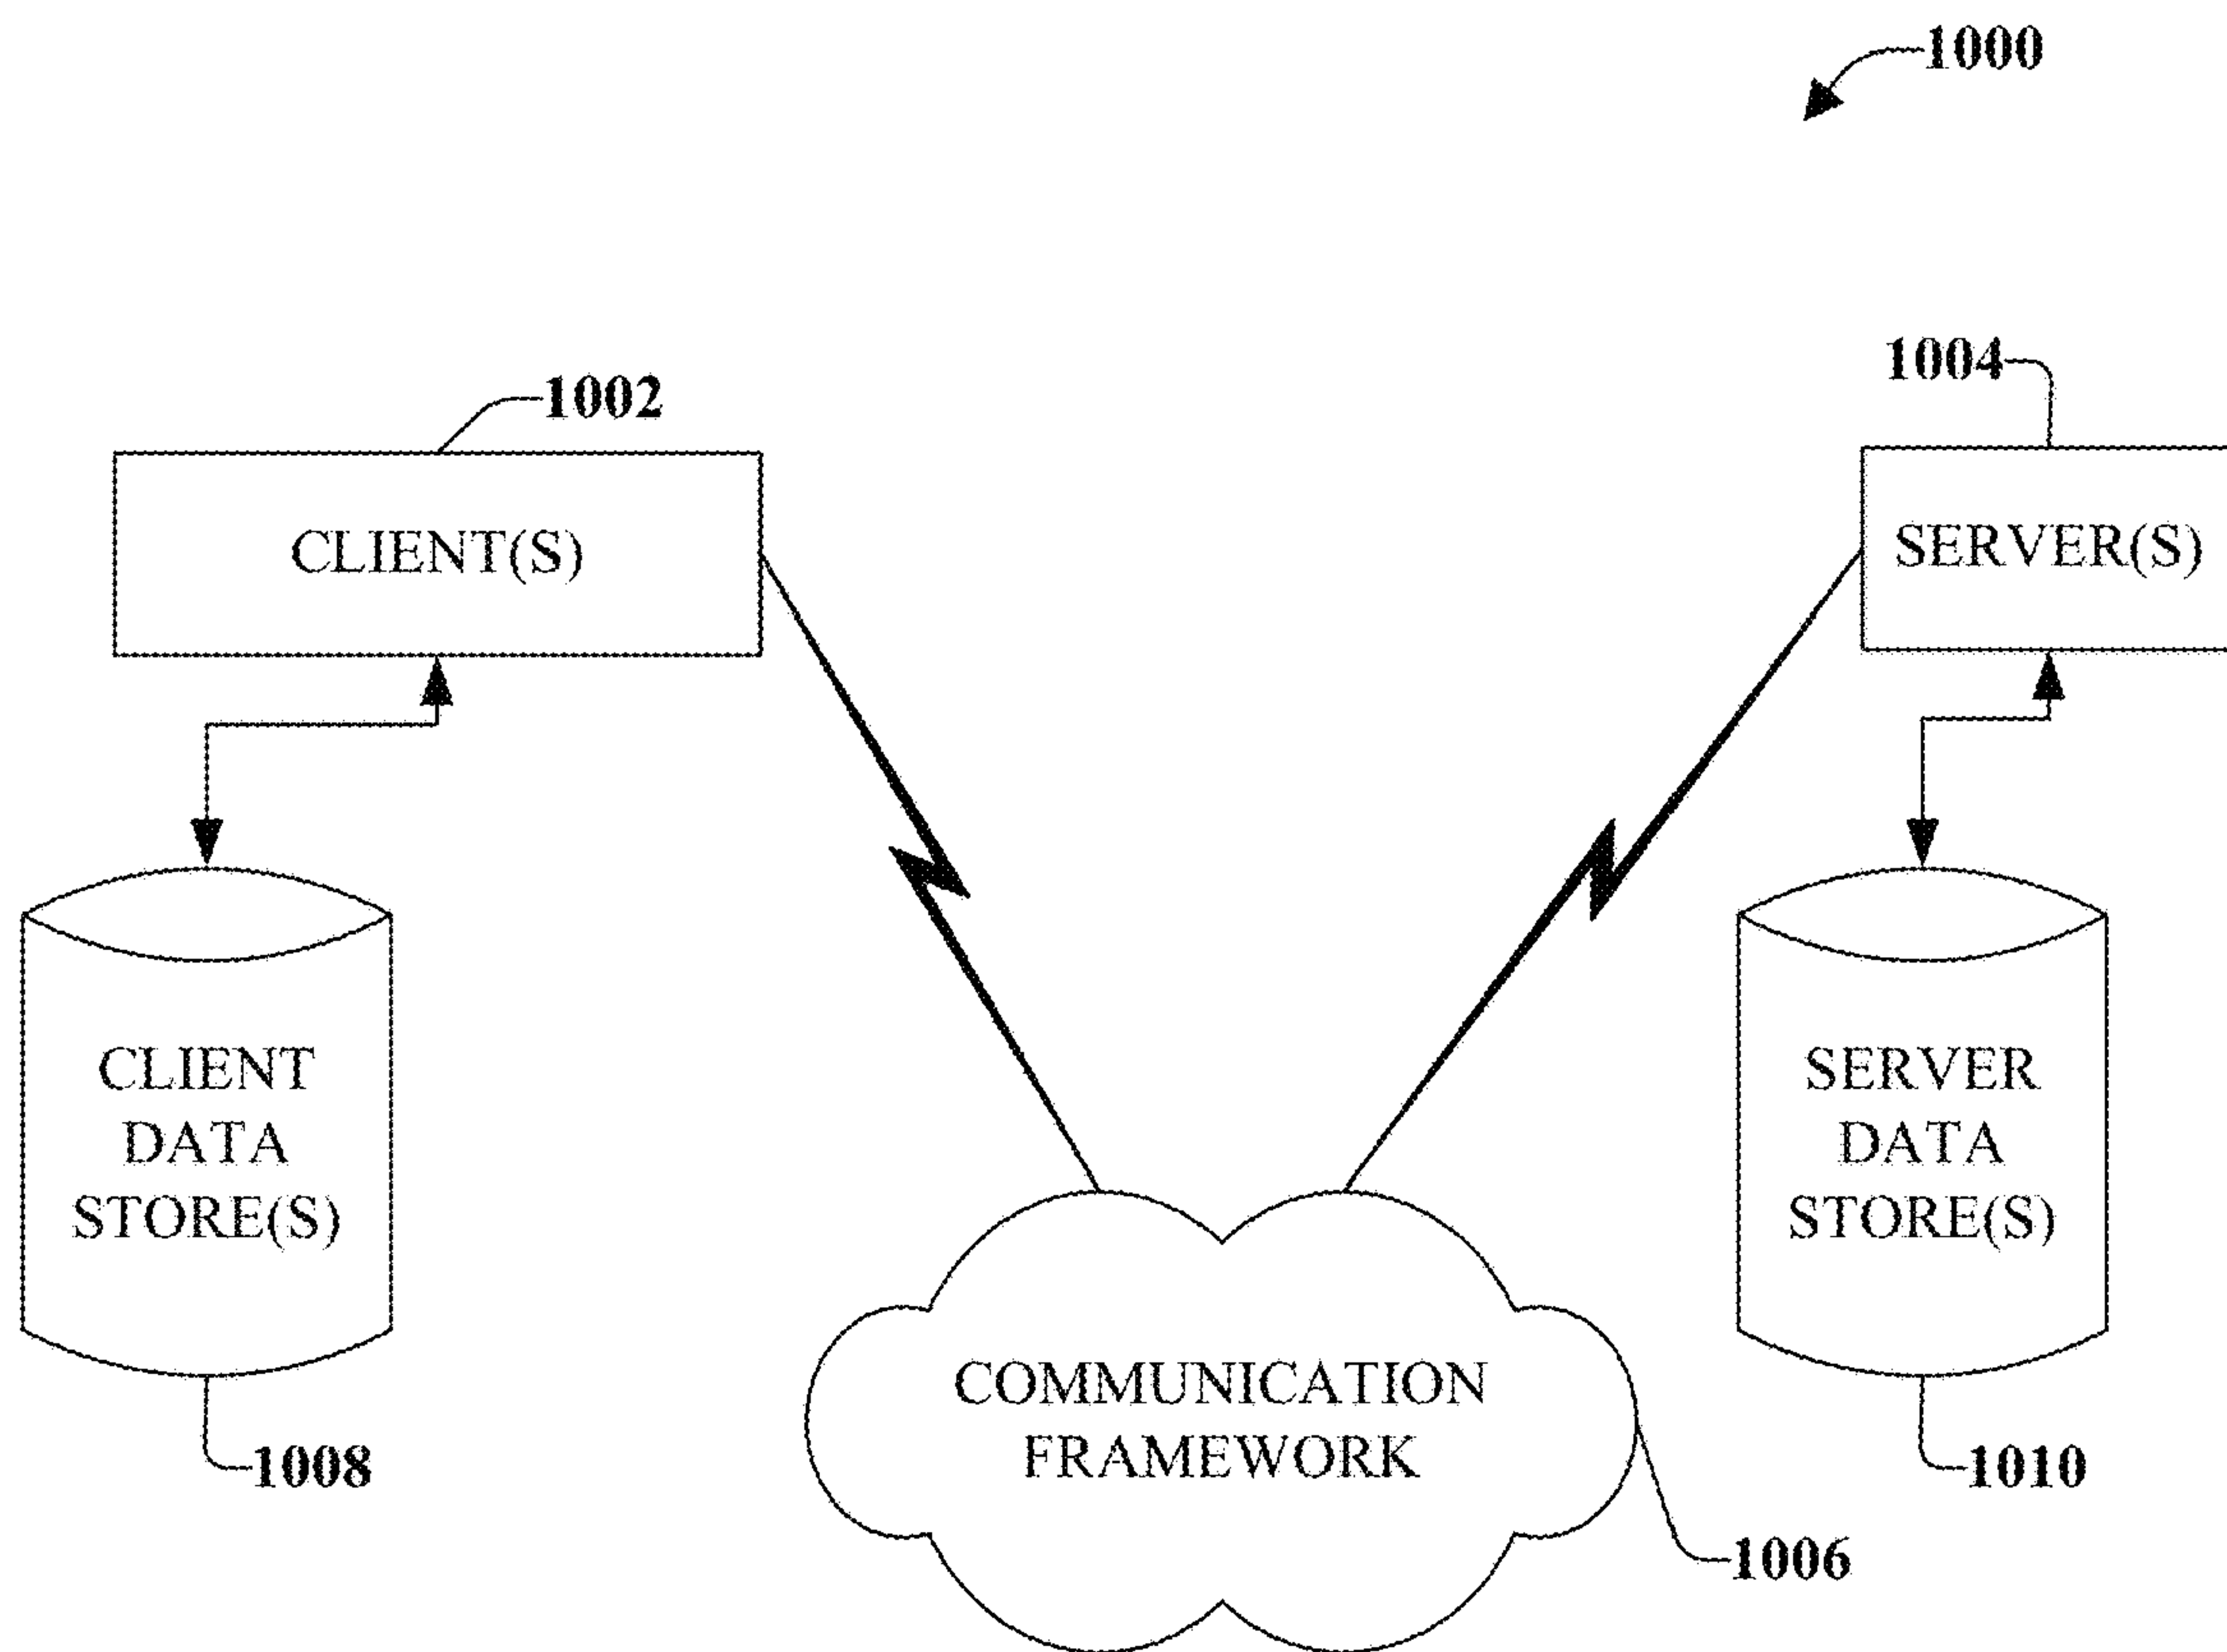 1000
1002
1004
CLIENT(S)
SERVER(S)
CLIENT
DATA
STORE(S)
SERVER
DATA
STORE(S)
COMMUNICATION
FRAMEWORK
1008
1010
1006